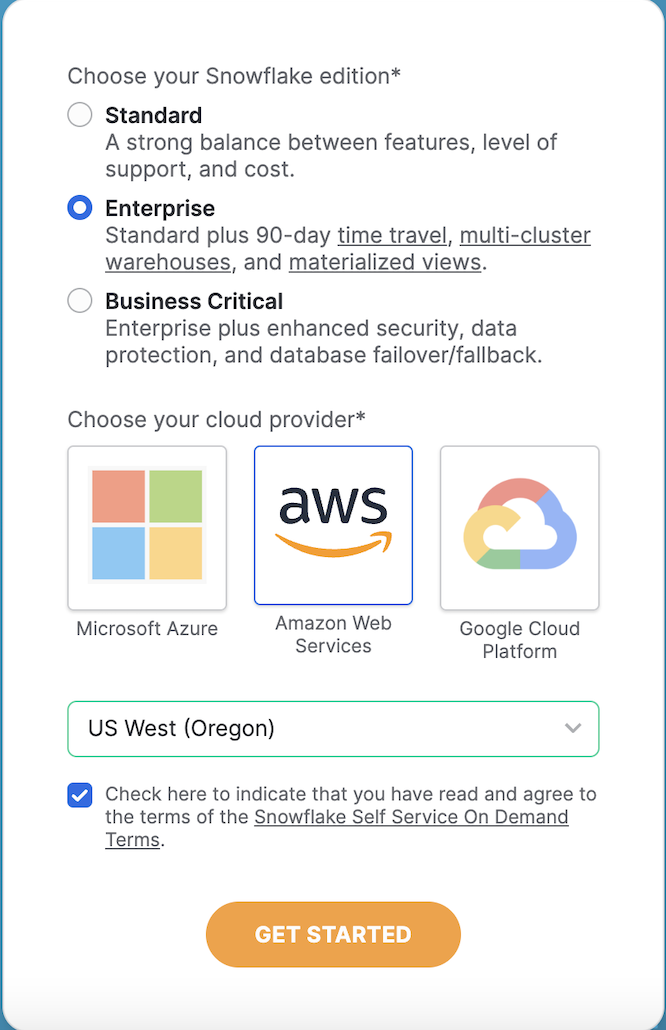 Choose your Snowflake edition*
Standard
A strong balance between features, level of
support, and cost.
Enterprise
Standard plus 90-day time travel, multi-cluster
warehouses, and materialized views.
Business Critical
Enterprise plus enhanced security, data
protection, and database failover/fallback.
Choose your cloud provider*
aws
Microsoft Azure
Amazon Web
Services
Google Cloud
Platform
US West (Oregon)
Check here to indicate that you have read and agree to
the terms of the Snowflake Self Service On Demand
Terms.
GET STARTED